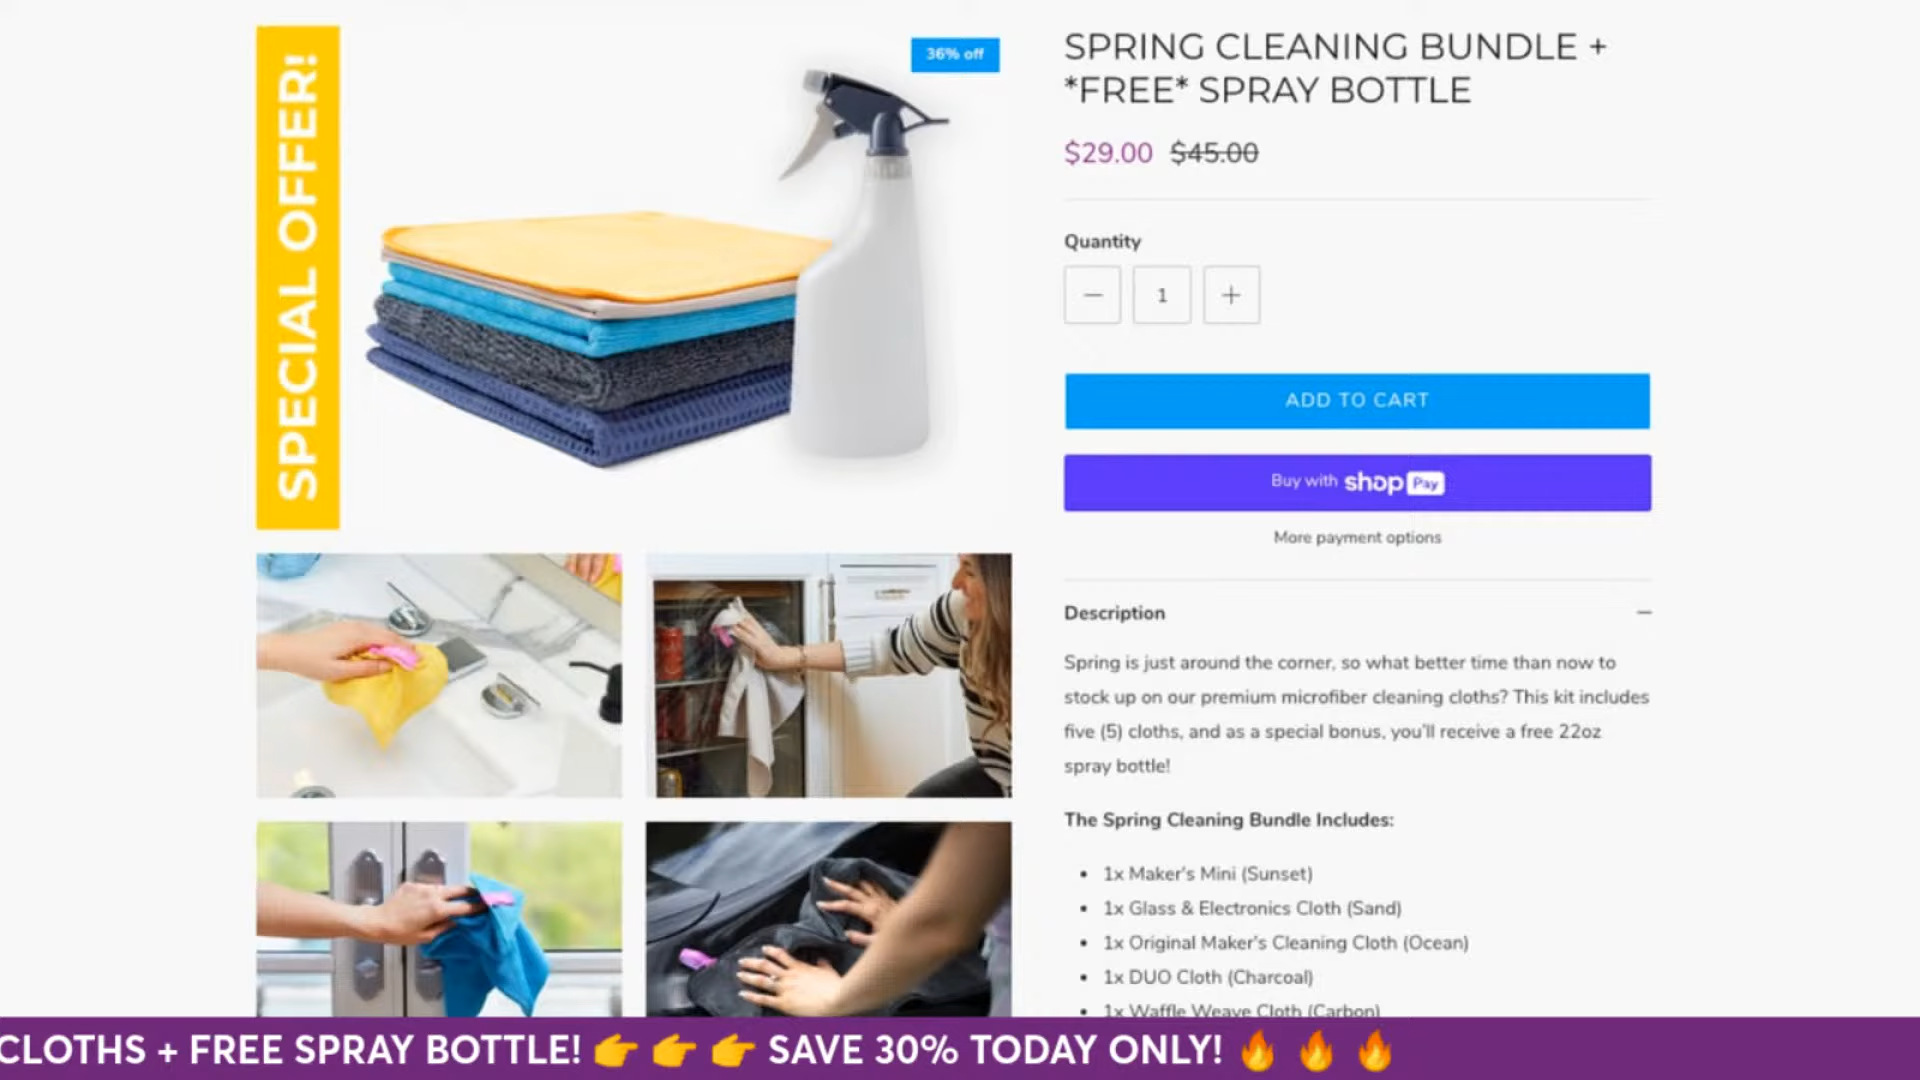 SPECIAL OFFER!
36% off
SPRING CLEANING BUNDLE +
*FREE* SPRAY BOTTLE
$29.00 $45.00
Quantity
− 1 +
ADD TO CART
Buy with shop Pay
More payment options
Description −
Spring is just around the corner, so what better time than now to
stock up on our premium microfiber cleaning cloths? This kit includes
five (5) cloths, and as a special bonus, you'll receive a free 22oz
spray bottle!
The Spring Cleaning Bundle Includes:
• 1x Maker's Mini (Sunset)
• 1x Glass & Electronics Cloth (Sand)
• 1x Original Maker's Cleaning Cloth (Ocean)
• 1x DUO Cloth (Charcoal)
• 1x Waffle Weave Cloth (Carbon)
CLOTHS + FREE SPRAY BOTTLE! 👉 👉 👉 SAVE 30% TODAY ONLY! 🔥 🔥 🔥